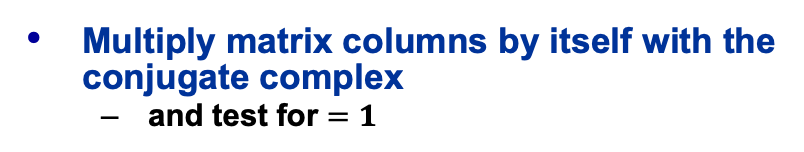 • Multiply matrix columns by itself with the
conjugate complex
– and test for = 1